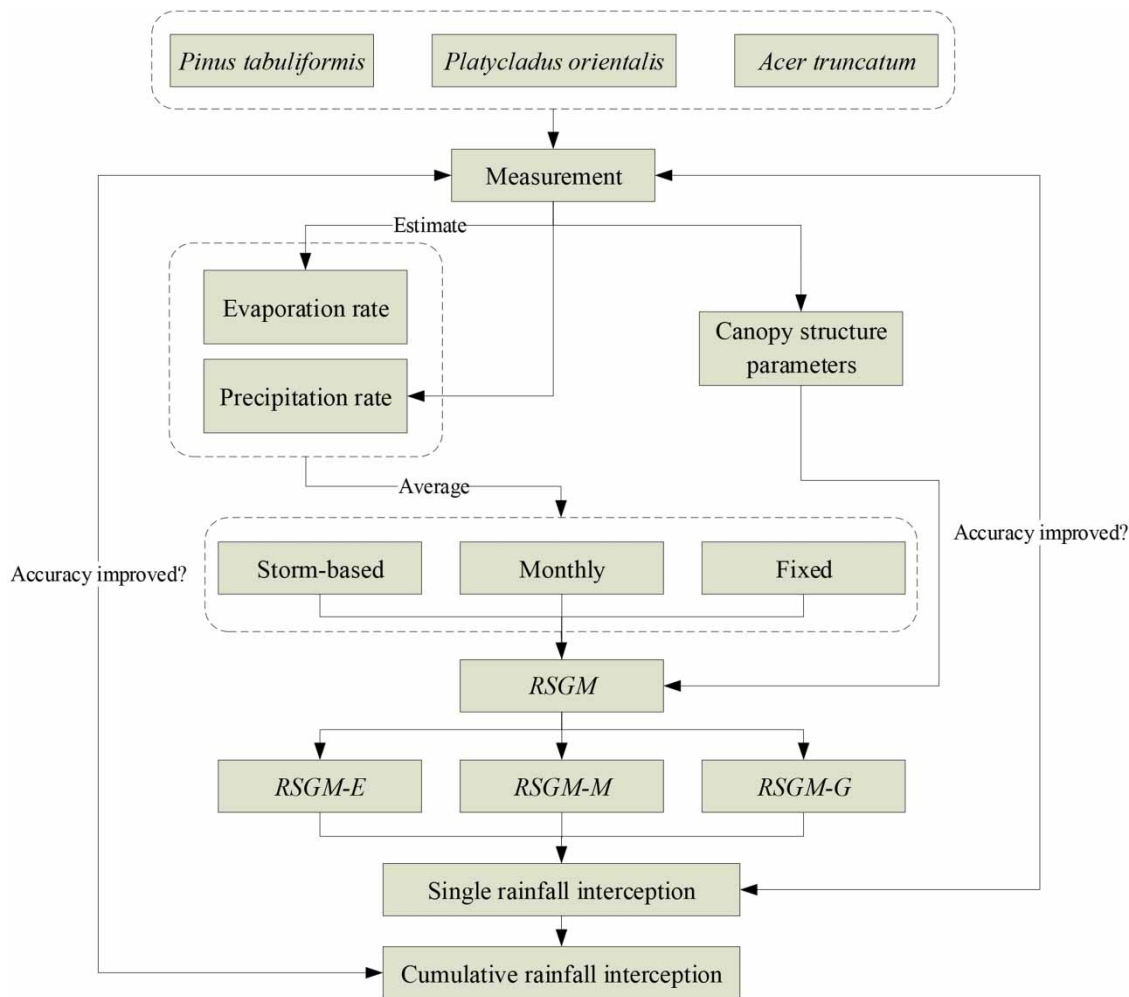 Pinus tabuliformis
Platycladus orientalis
Acer truncatum
Measurement
Estimate
Evaporation rate
Canopy structure
parameters
Precipitation rate
Average
Accuracy improved?
Storm-based
Monthly
Fixed
Accuracy improved?
RSGM
RSGM-E
RSGM-M
RSGM-G
Single rainfall interception
Cumulative rainfall interception